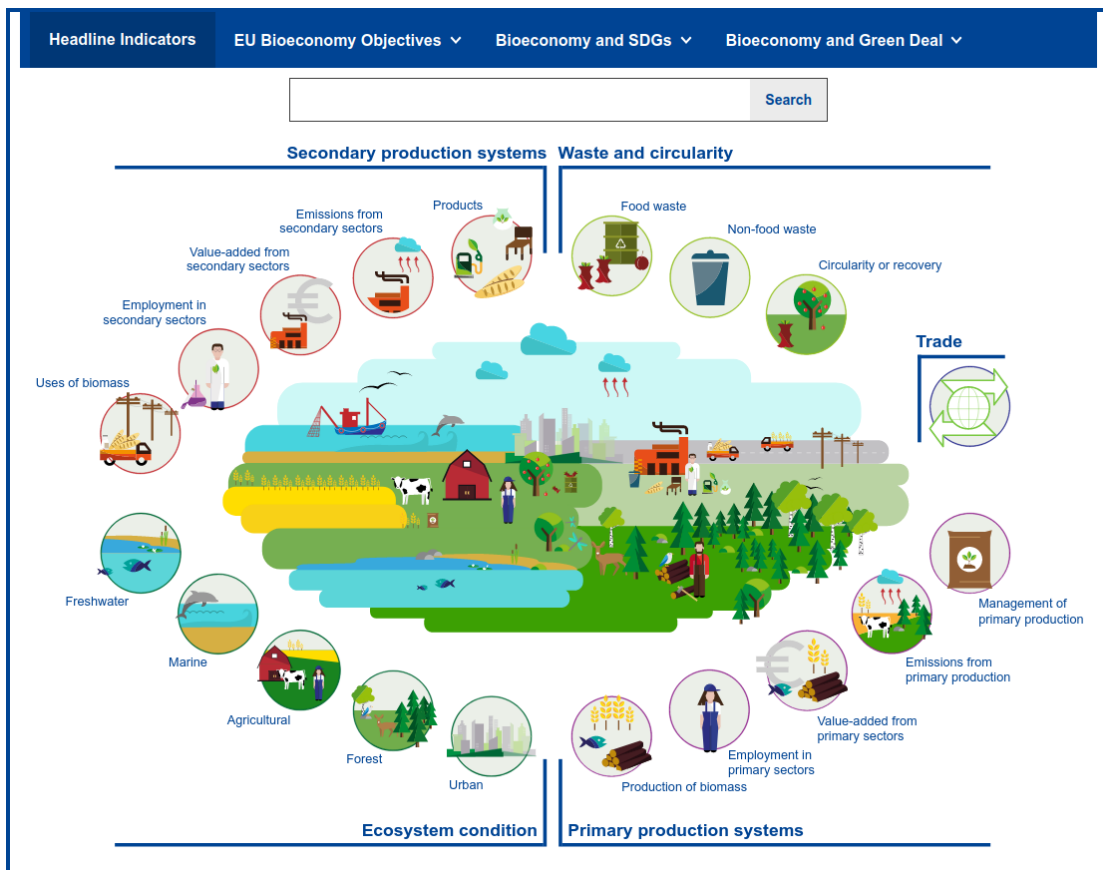 Headline Indicators
EU Bioeconomy Objectives
Bioeconomy and SDGs
Bioeconomy and Green Deal
Search
Secondary production systems
Waste and circularity
Products
Emissions from
secondary sectors
Value-added from
secondary sectors
Employment in
secondary sectors
Uses of biomass
Food waste
Non-food waste
Circularity or recovery
Trade
Freshwater
Marine
Agricultural
Forest
Urban
Management of
primary production
Emissions from
primary production
Value-added from
primary sectors
Employment in
primary sectors
Production of biomass
Ecosystem condition
Primary production systems